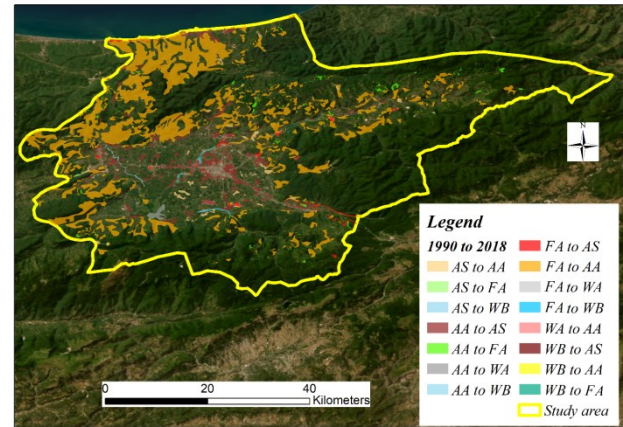 N
Legend
1990 to 2018
AS to AA
AS to FA
AS to WB
AA to AS
AA to FA
AA to WA
AA to WB
FA to AS
FA to AA
FA to WA
FA to WB
WA to AA
WB to AS
WB to AA
WB to FA
Study area
0 20 40
Kilometers